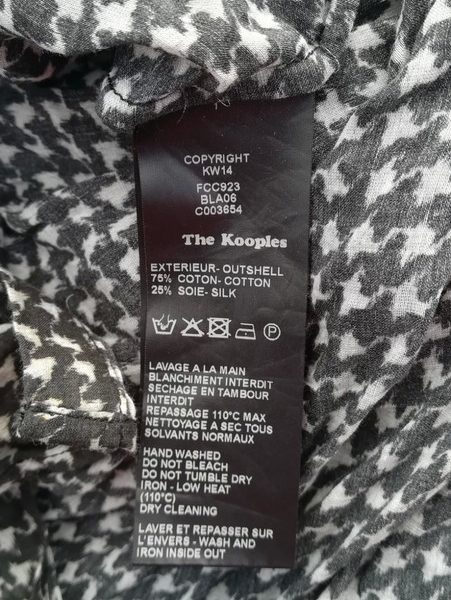 COPYRIGHT
KW14
FCC923
BLA06
C003654
The Kooples
EXTERIEUR- OUTSHELL
75% COTON- COTTON
25% SOIE- SILK
P
LAVAGE A LA MAIN
BLANCHIMENT INTERDIT
SECHAGE EN TAMBOUR
INTERDIT
REPASSAGE 110°C MAX
NETTOYAGE A SEC TOUS
SOLVANTS NORMAUX
HAND WASHED
DO NOT BLEACH
DO NOT TUMBLE DRY
IRON - LOW HEAT
(110°C)
DRY CLEANING
LAVER ET REPASSER SUR
L'ENVERS - WASH AND
IRON INSIDE OUT